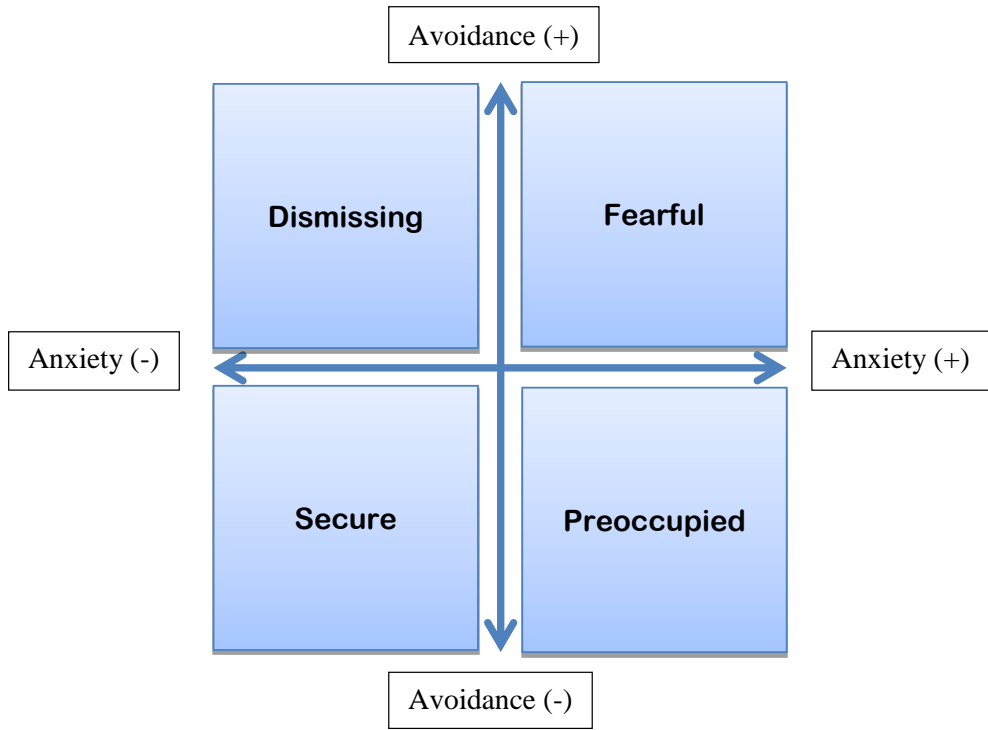 Avoidance (+)
Dismissing
Fearful
Anxiety (-)
Anxiety (+)
Secure
Preoccupied
Avoidance (-)